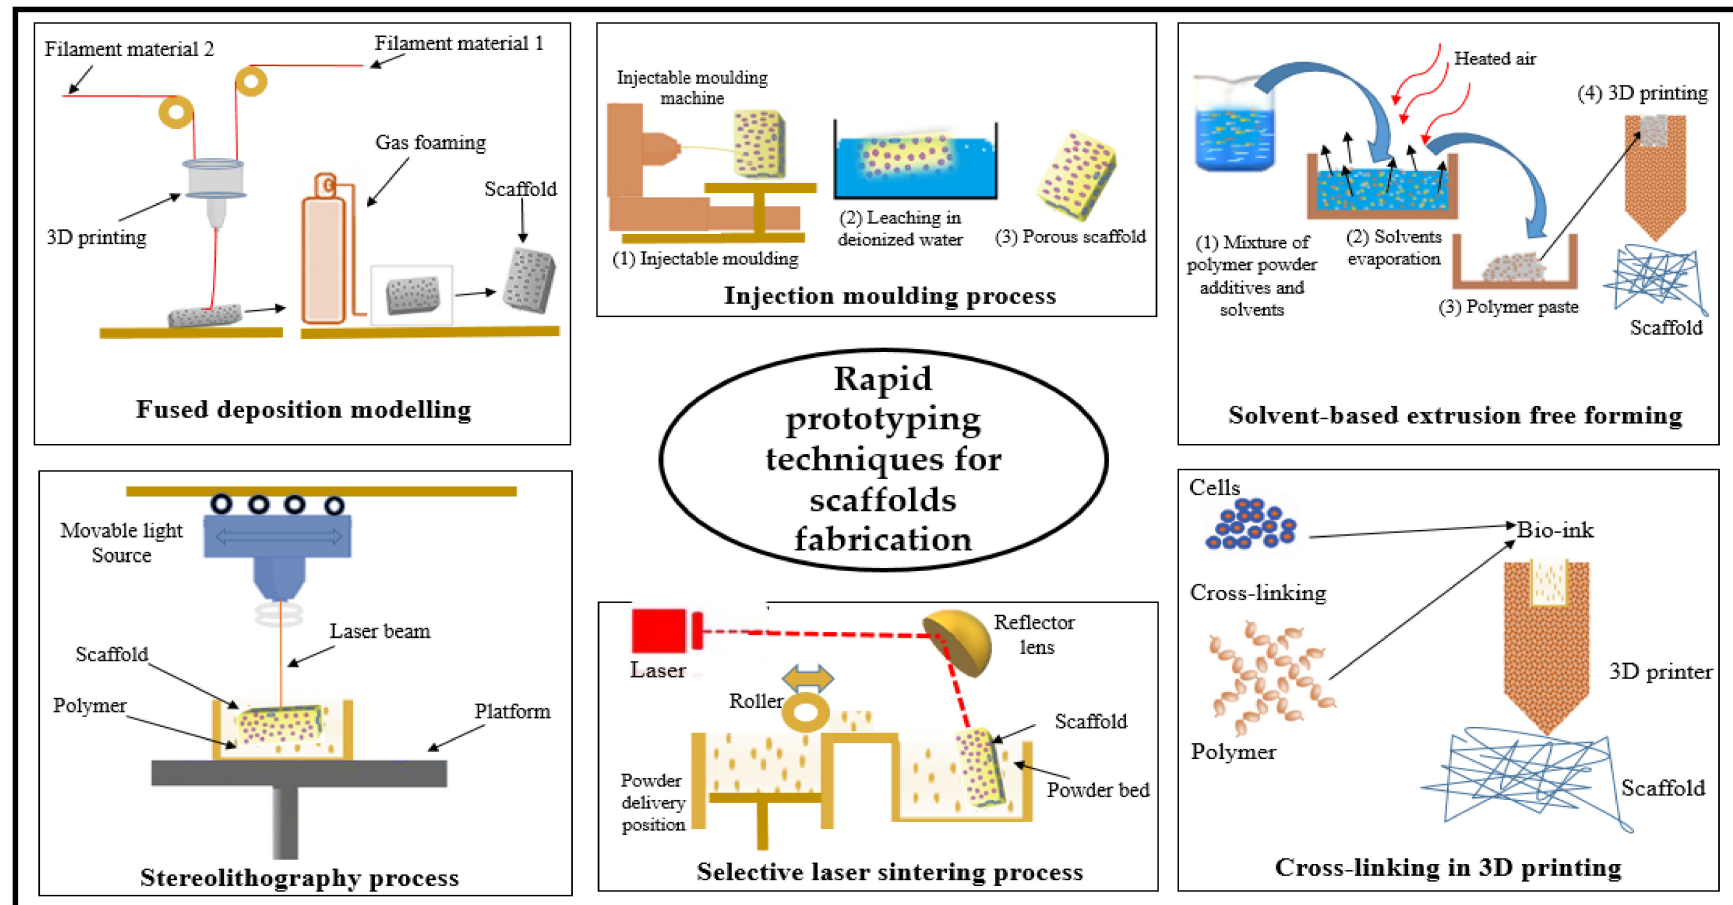 Filament material 2
Filament material 1
Gas foaming
Scaffold
3D printing
Fused deposition modelling
Injectable moulding
machine
(1) Injectable moulding
(2) Leaching in
deionized water
(3) Porous scaffold
Injection moulding process
Heated air
(4) 3D printing
(1) Mixture of
polymer powder
additives and
solvents
(2) Solvents
evaporation
(3) Polymer paste
Scaffold
Solvent-based extrusion free forming
Rapid
prototyping
techniques for
scaffolds
fabrication
Movable light
Source
Laser beam
Scaffold
Polymer
Platform
Stereolithography process
Laser
Reflector
lens
Roller
Scaffold
Powder
delivery
position
Powder bed
Selective laser sintering process
Cells
Bio-ink
Cross-linking
3D printer
Polymer
Scaffold
Cross-linking in 3D printing